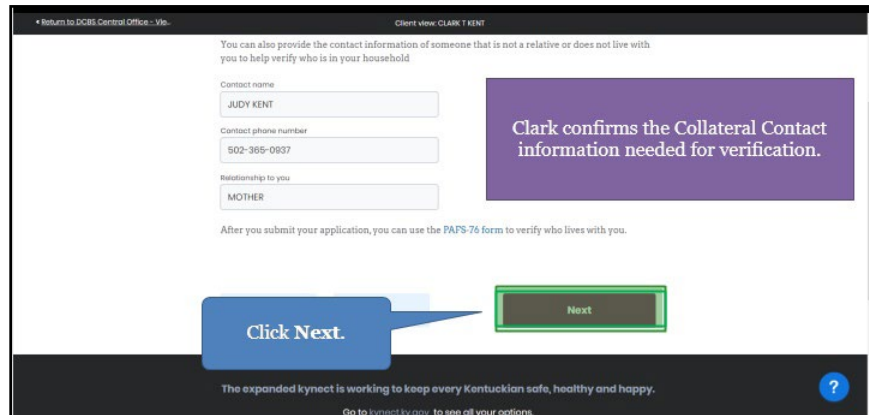 Return to DCBS Central Office - Vie...
Client view: CLARK T KENT
You can also provide the contact information of someone that is not a relative or does not live with
you to help verify who is in your household
Contact name
JUDY KENT
Contact phone number
502-365-0937
Relationship to you
MOTHER
Clark confirms the Collateral Contact
information needed for verification.
After you submit your application, you can use the PAFS-76 form to verify who lives with you.
Click Next.
Next
The expanded kynect is working to keep every Kentuckian safe, healthy and happy.
?
Go to kynect.ky.gov to see all your options.